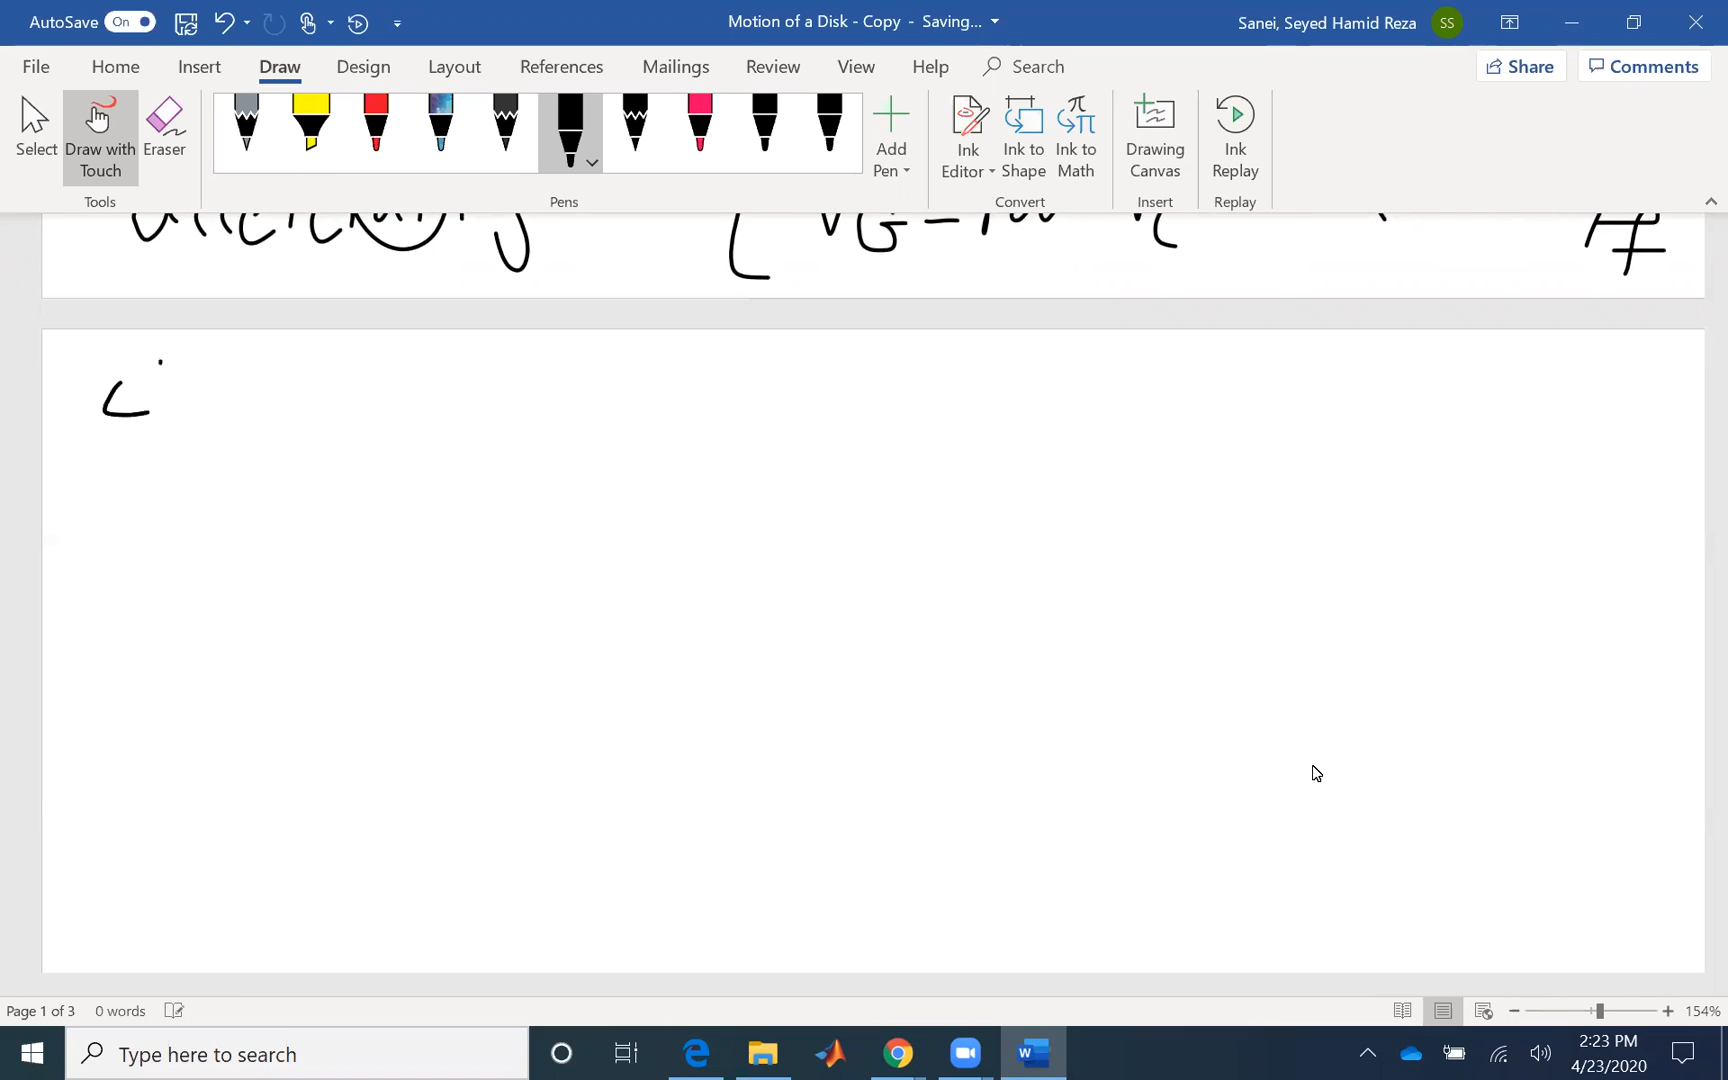 AutoSave On Motion of a Disk - Copy - Saving... Sanei, Seyed Hamid Reza SS
File Home Insert Draw Design Layout References Mailings Review View Help Search Share Comments
Select Draw with Touch Eraser Add Pen Ink Editor Ink to Shape Ink to Math Drawing Canvas Ink Replay
Tools Pens Convert Insert Replay
Page 1 of 3 0 words 154%
Type here to search 2:23 PM
4/23/2020